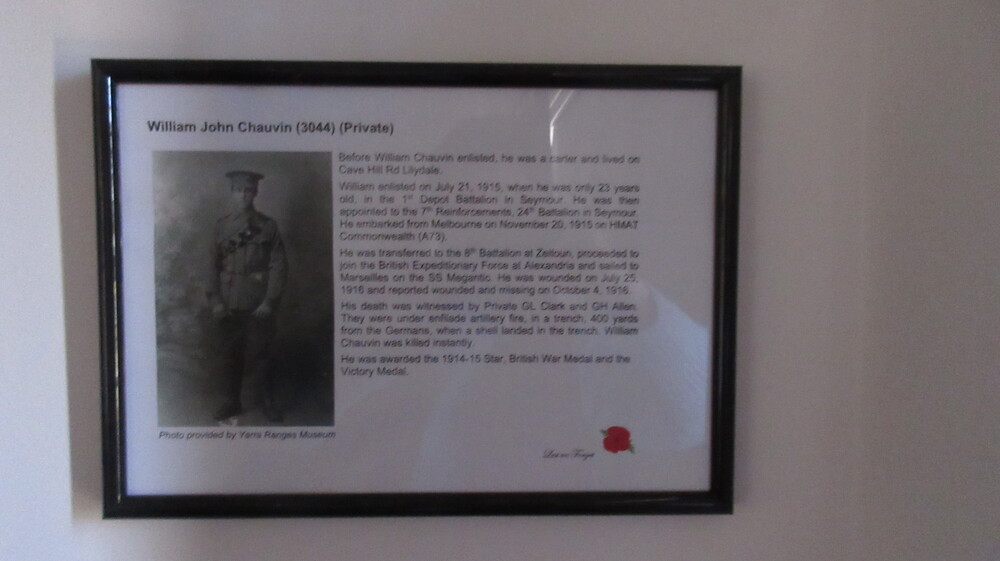 William John Chauvin (3044) (Private)
Before William Chauvin enlisted, he was a carter and lived on
Cave Hill Rd Lilydale.
William enlisted on July 21, 1915, when he was only 23 years
old, in the 1st Depot Battalion in Seymour. He was then
appointed to the 7th Reinforcements, 24th Battalion in Seymour.
He embarked from Melbourne on November 20, 1915 on HMAT
Commonwealth (A73).
He was transferred to the 8th Battalion at Zeitoun, proceeded to
join the British Expeditionary Force at Alexandria and sailed to
Marseilles on the SS Megantic. He was wounded on July 25,
1916 and reported wounded and missing on October 4, 1916.
His death was witnessed by Private GL Clark and GH Allen.
They were under enfilade artillery fire, in a trench, 400 yards
from the Germans, when a shell landed in the trench. William
Chauvin was killed instantly.
He was awarded the 1914-15 Star, British War Medal and the
Victory Medal.
Photo provided by Yarra Ranges Museum
Lest we Forget